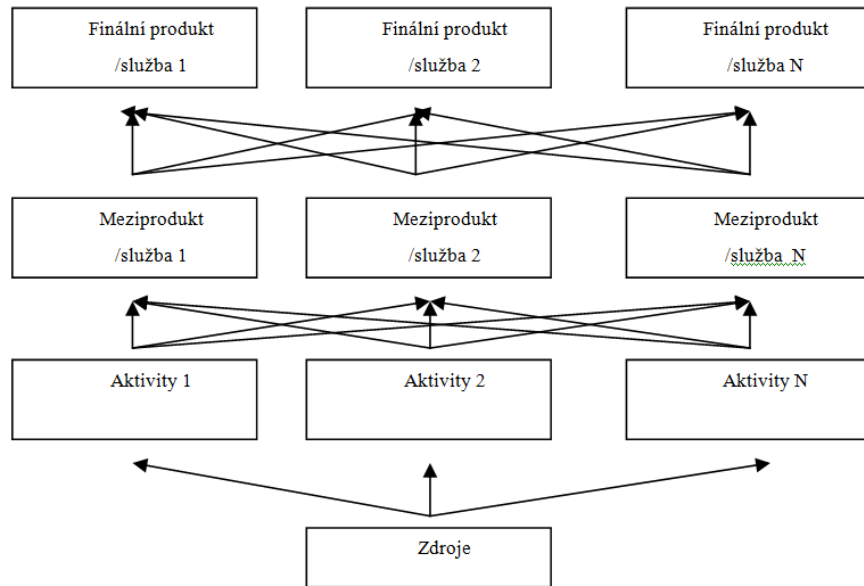 Finální produkt
/služba 1
Finální produkt
/služba 2
Finální produkt
/služba N
Meziprodukt
/služba 1
Meziprodukt
/služba 2
Meziprodukt
/služba N
Aktivity 1
Aktivity 2
Aktivity N
Zdroje